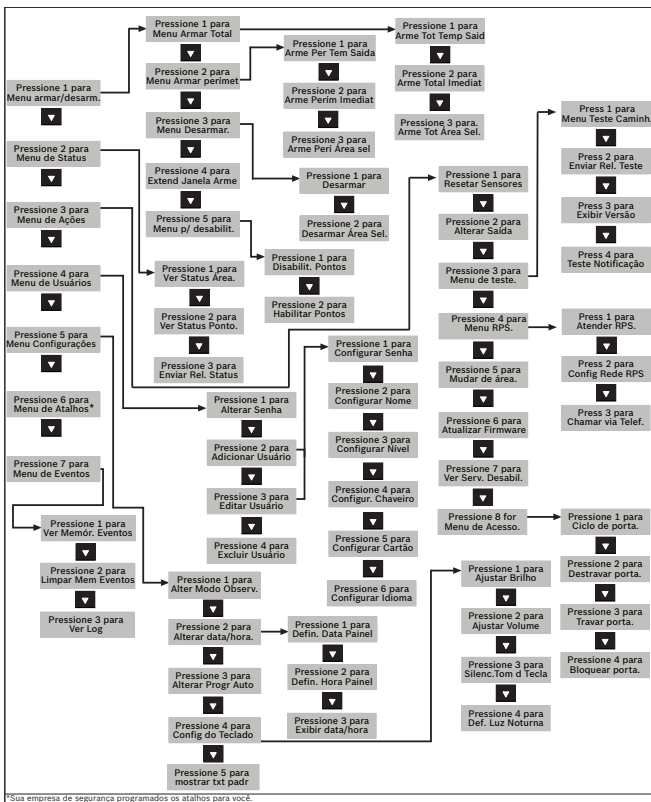 Pressione 1 para
Menu armar/desarm.
Pressione 2 para
Menu de Status
Pressione 3 para
Menu de Ações
Pressione 4 para
Menu de Usuários
Pressione 5 para
Menu Configurações
Pressione 6 para
Menu de Atalhos*
Pressione 7 para
Menu de Eventos
Pressione 1 para
Menu Armar Total
Pressione 2 para
Menu Armar perímet
Pressione 3 para
Menu Desarmar.
Pressione 4 para
Extend Janela Arme
Pressione 5 para
Menu p/ desabilit.
Pressione 1 para
Arme Per Tem Saida
Pressione 2 para
Arme Perím Imediat
Pressione 3 para
Arme Perí Área sel
Pressione 1 para
Arme Tot Temp Said
Pressione 2 para
Arme Total Imediat
Pressione 3 para.
Arme Tot Área Sel.
Pressione 1 para
Desarmar
Pressione 2 para
Desarmar Área Sel.
Pressione 1 para
Disabilit. Pontos
Pressione 2 para
Habilitar Pontos
Pressione 1 para
Ver Status Área.
Pressione 2 para
Ver Status Ponto.
Pressione 3 para
Enviar Rel. Status
Pressione 1 para
Resetar Sensores
Pressione 2 para
Alterar Saída
Pressione 3 para
Menu de teste.
Pressione 4 para
Menu RPS.
Pressione 5 para
Mudar de área.
Pressione 6 para
Atualizar Firmware
Pressione 7 para
Ver Serv. Desabil.
Pressione 8 for
Menu de Acesso.
Press 1 para
Menu Teste Caminh.
Press 2 para
Enviar Rel. Teste
Press 3 para
Exibir Versão
Press 4 para
Teste Notificação
Press 1 para
Atender RPS.
Press 2 para
Config Rede RPS
Press 3 para
Chamar via Telef.
Pressione 1 para
Ciclo de porta.
Pressione 2 para
Destravar porta.
Pressione 3 para
Travar porta.
Pressione 4 para
Bloquear porta.
Pressione 1 para
Alterar Senha
Pressione 2 para
Adicionar Usuário
Pressione 3 para
Editar Usuário
Pressione 4 para
Excluir Usuário
Pressione 1 para
Configurar Senha
Pressione 2 para
Configurar Nome
Pressione 3 para
Configurar Nível
Pressione 4 para
Configur. Chaveiro
Pressione 5 para
Configurar Cartão
Pressione 6 para
Configurar Idioma
Pressione 1 para
Ver Memór. Eventos
Pressione 2 para
Limpar Mem Eventos
Pressione 3 para
Ver Log
Pressione 1 para
Alter Modo Observ.
Pressione 2 para
Alterar data/hora.
Pressione 3 para
Alterar Progr Auto
Pressione 4 para
Config do Teclado
Pressione 5 para
mostrar txt padr
Pressione 1 para
Defin. Data Painel
Pressione 2 para
Defin. Hora Painel
Pressione 3 para
Exibir data/hora
Pressione 1 para
Ajustar Brilho
Pressione 2 para
Ajustar Volume
Pressione 3 para
Silenc.Tom d Tecla
Pressione 4 para
Def. Luz Noturna
*Sua empresa de segurança programados os atalhos para você.